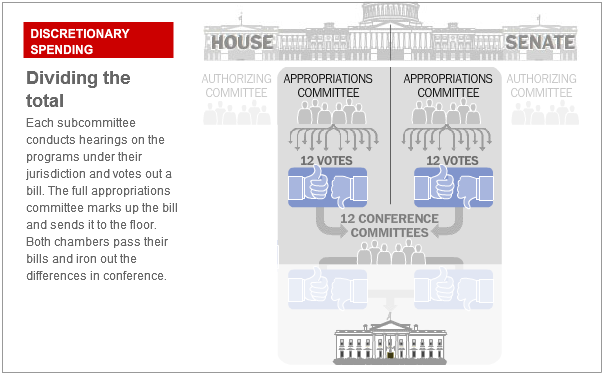 DISCRETIONARY
SPENDING
Dividing the
total
Each subcommittee
conducts hearings on the
programs under their
jurisdiction and votes out a
bill. The full appropriations
committee marks up the bill
and sends it to the floor.
Both chambers pass their
bills and iron out the
differences in conference.
HOUSE
SENATE
AUTHORIZING
COMMITTEE
APPROPRIATIONS
COMMITTEE
APPROPRIATIONS
COMMITTEE
AUTHORIZING
COMMITTEE
12 VOTES
12 VOTES
12 CONFERENCE
COMMITTEES